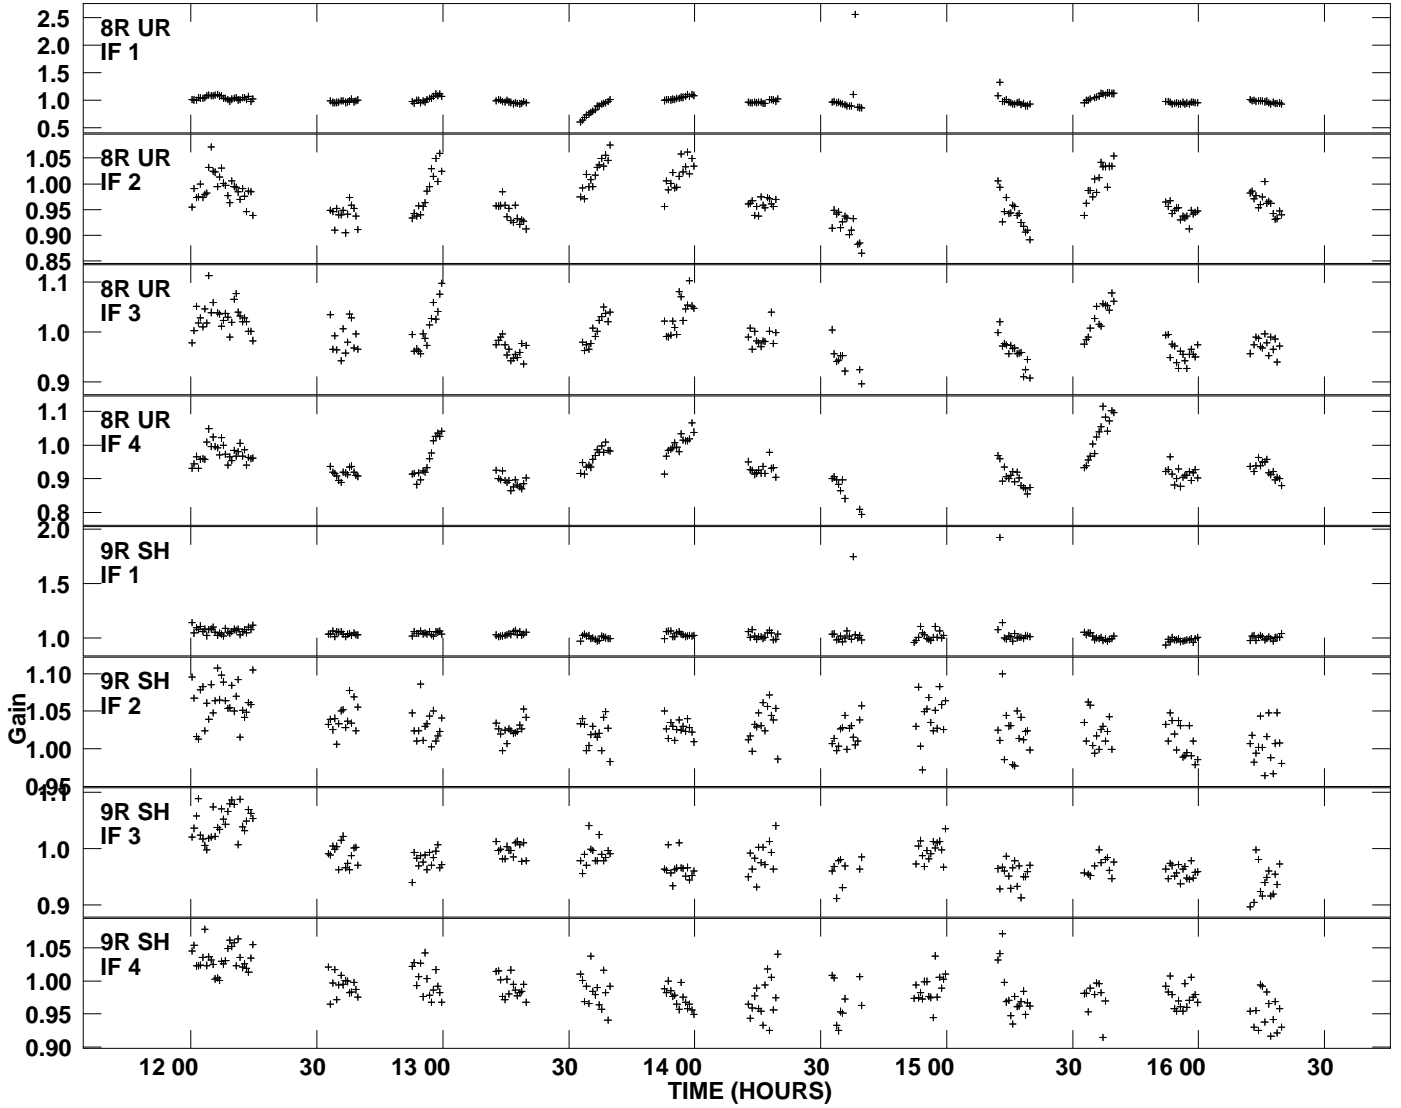 8R UR
IF 1
2.5
2.0
1.5
1.0
0.5
8R UR
IF 2
1.05
1.00
0.95
0.90
0.85
8R UR
IF 3
1.1
1.0
0.9
8R UR
IF 4
1.1
1.0
0.9
0.8
9R SH
IF 1
2.0
1.5
1.0
9R SH
IF 2
1.10
1.05
1.00
0.95
Gain
9R SH
IF 3
1.1
1.0
0.9
9R SH
IF 4
1.05
1.00
0.95
0.90
12 00 30 13 00 30 14 00 30 15 00 30 16 00 30
TIME (HOURS)